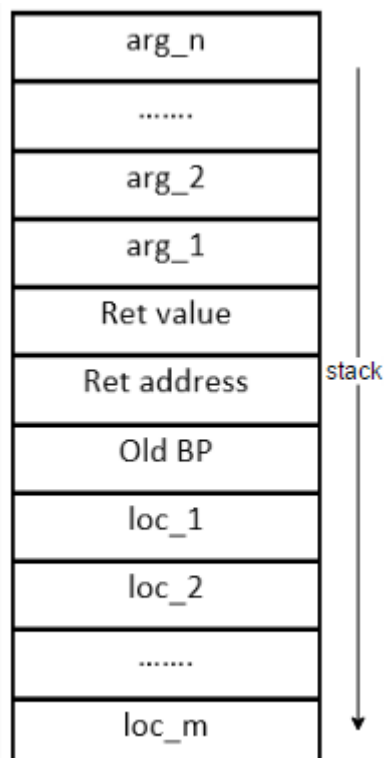 arg_n
.......
arg_2
arg_1
Ret value
Ret address
stack
Old BP
loc_1
loc_2
.......
loc_m